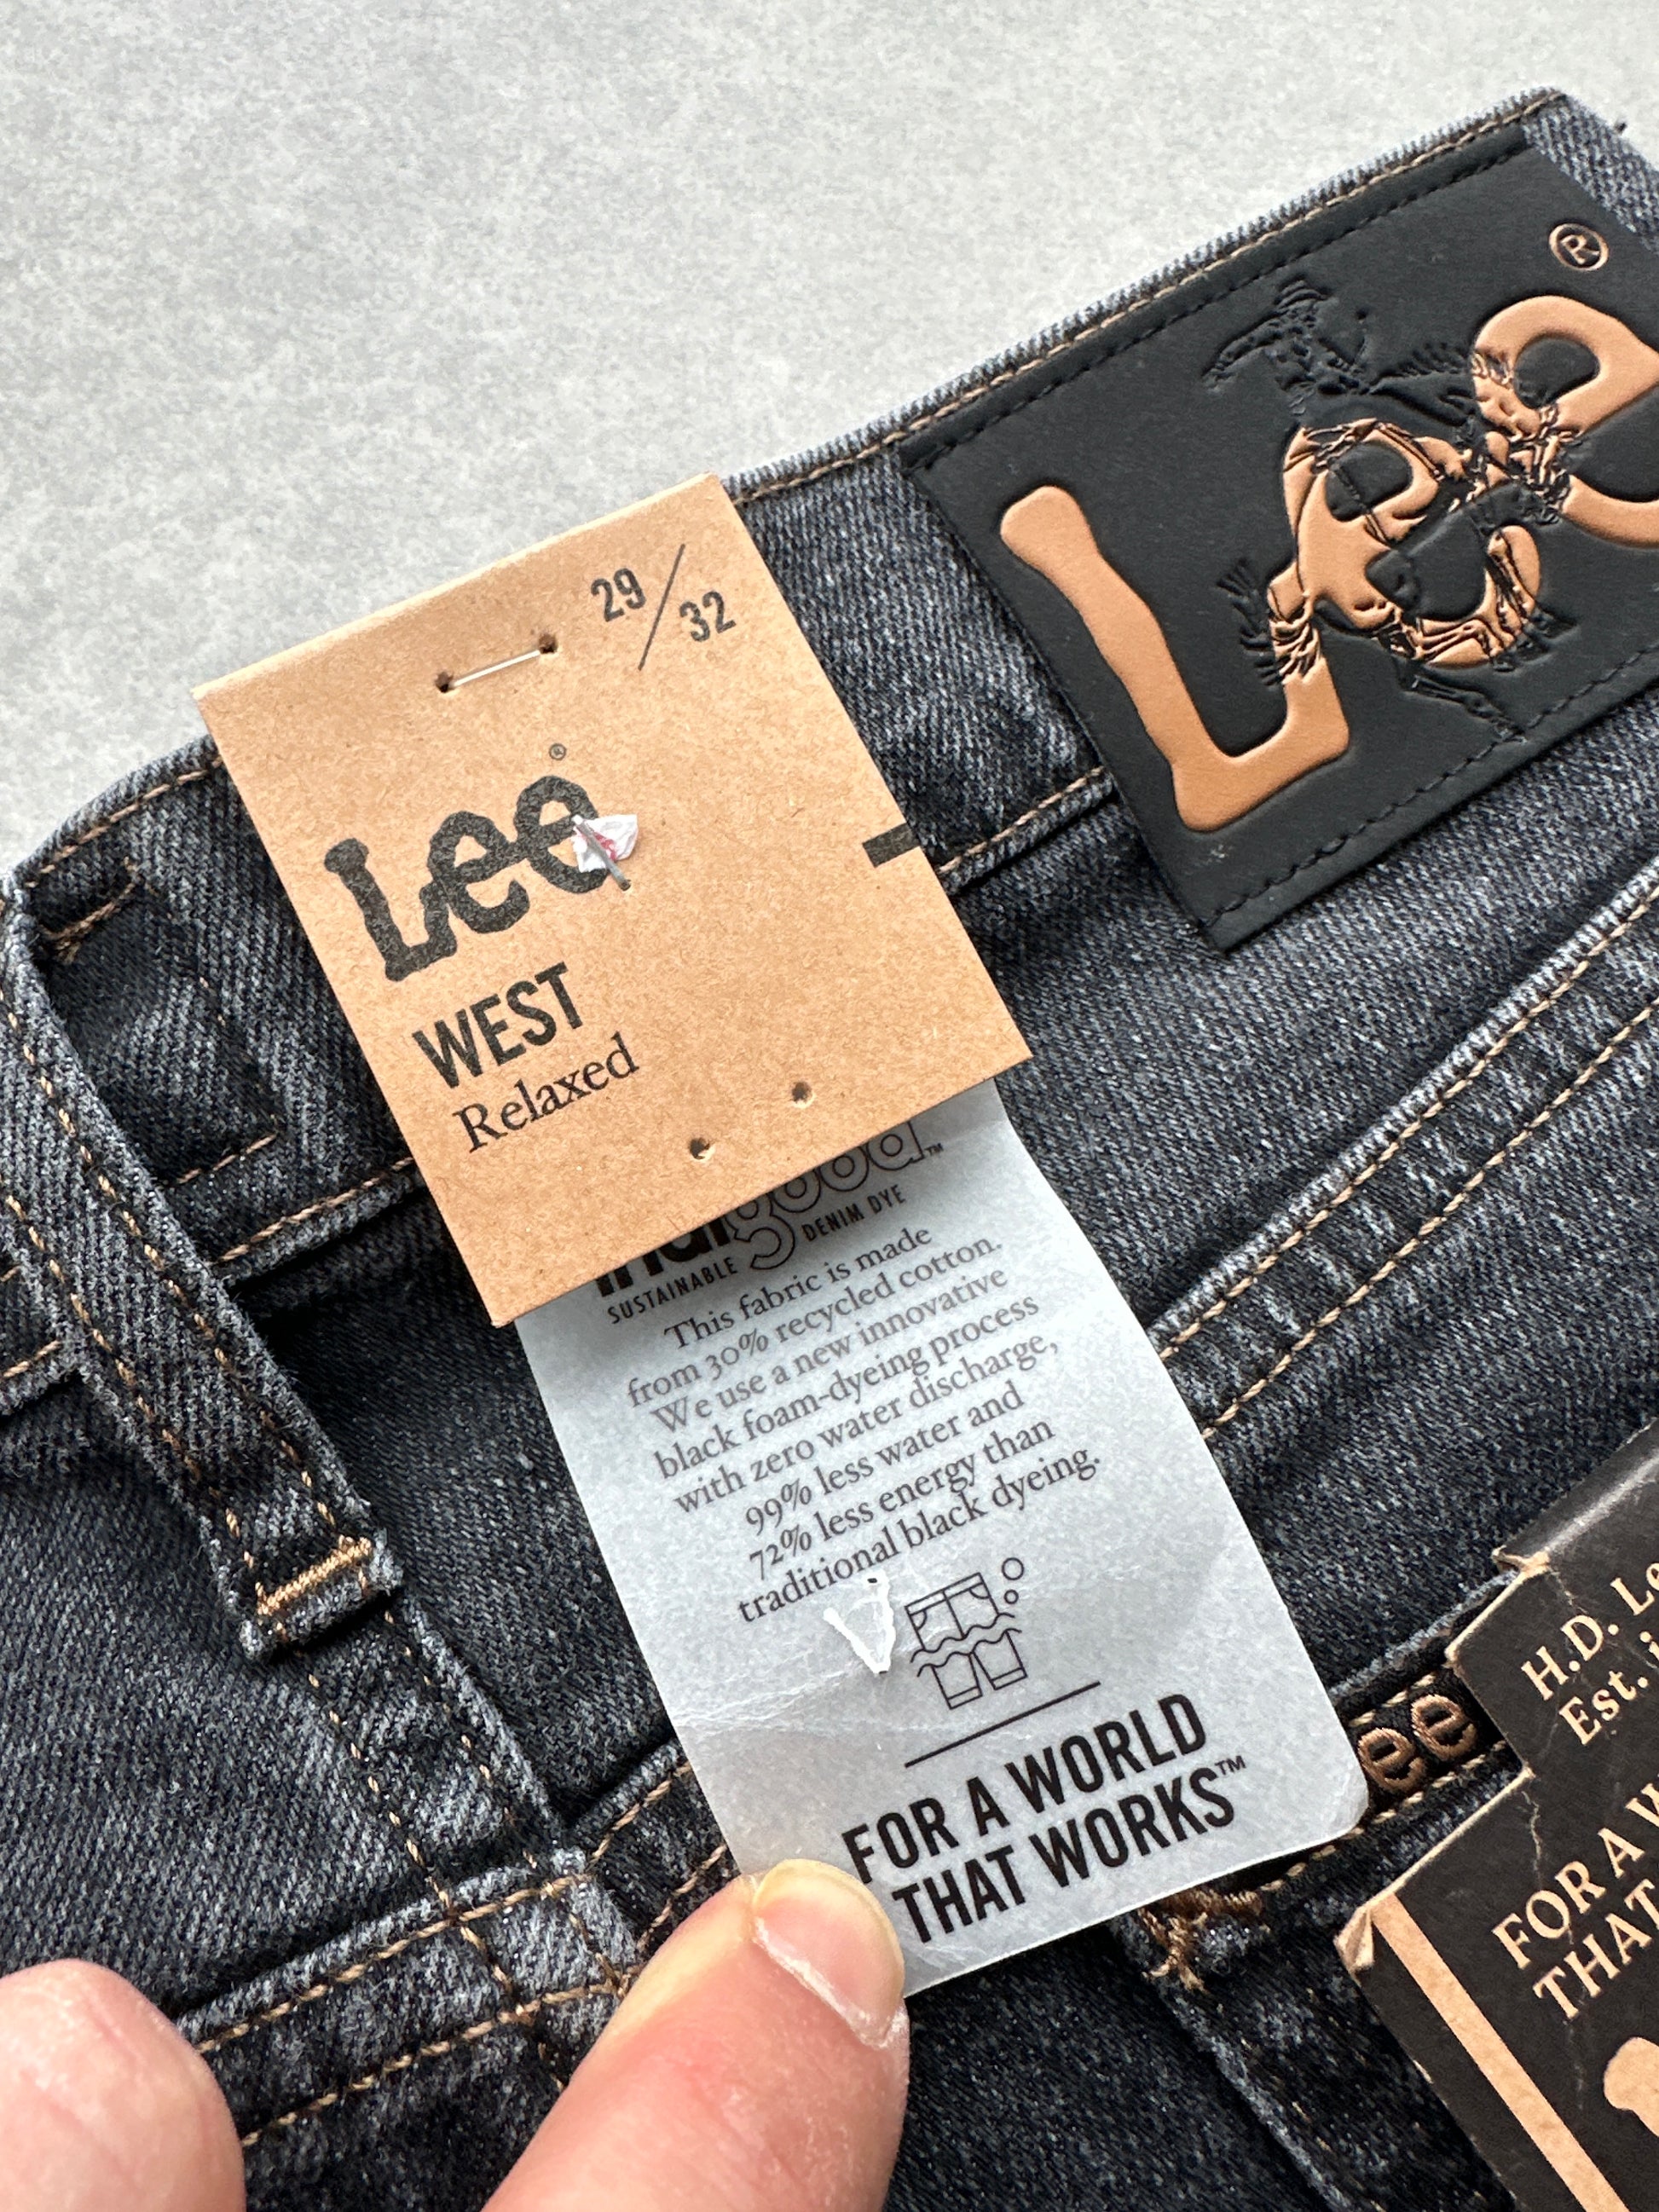 29/32
Lee®
WEST
Relaxed
SUSTAINABLE DENIM DYE
This fabric is made
from 30% recycled cotton.
We use a new innovative
black foam-dyeing process
with zero water discharge,
99% less water and
72% less energy than
traditional black dyeing.
FOR A WORLD
THAT WORKS™
Lee
®
ee
H.D. Le
Est. i
FOR A W
THAT